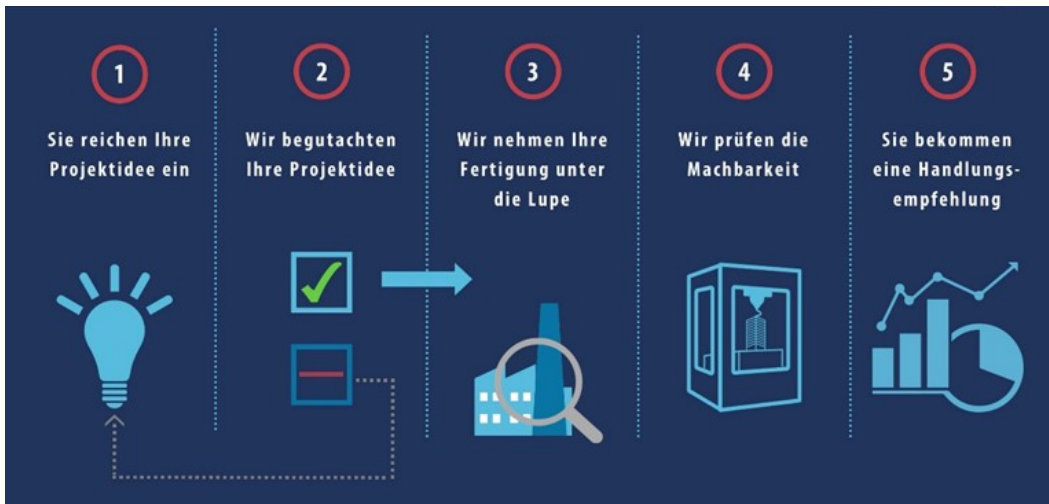 1
Sie reichen Ihre
Projektidee ein
2
Wir begutachten
Ihre Projektidee
3
Wir nehmen Ihre
Fertigung unter
die Lupe
4
Wir prüfen die
Machbarkeit
5
Sie bekommen
eine Handlungs-
empfehlung